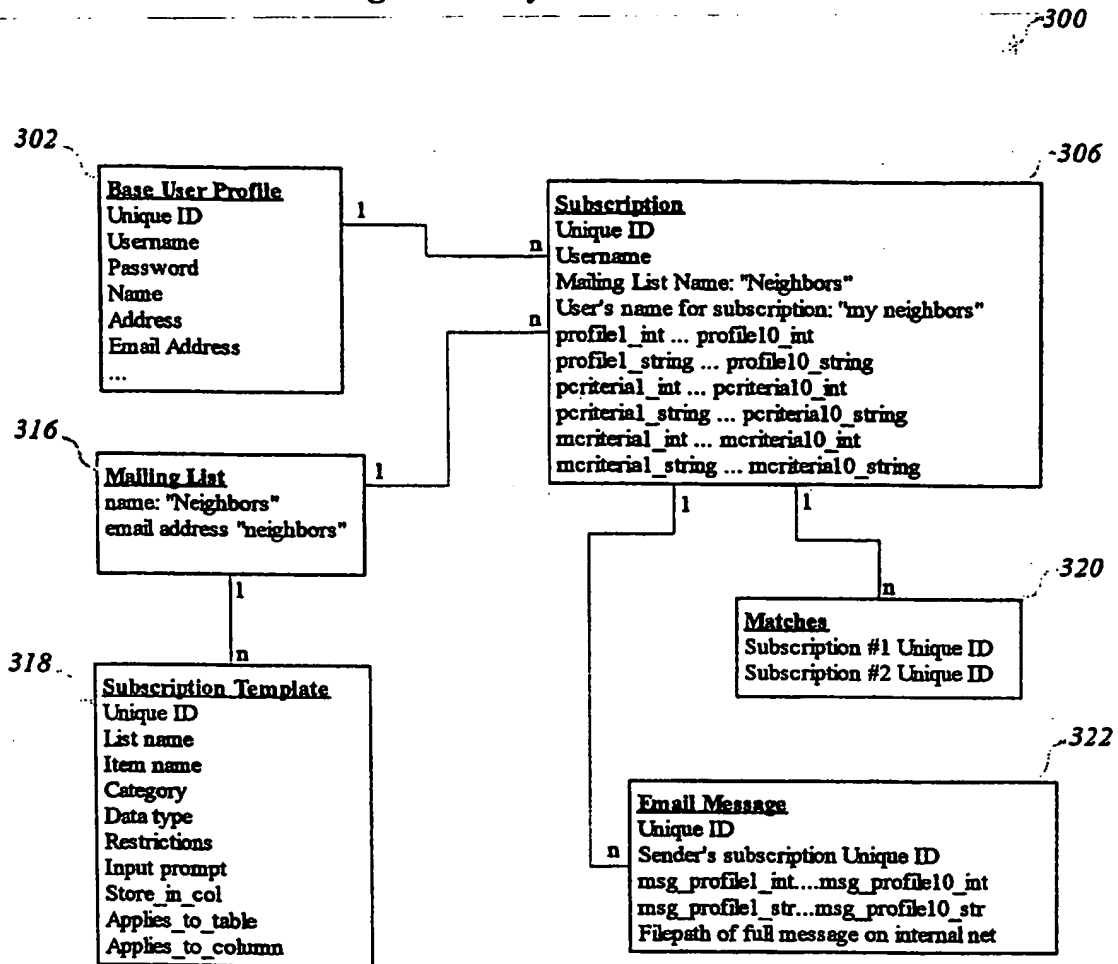 300
302
Base User Profile
Unique ID
Username
Password
Name
Address
Email Address
...
1
n
306
Subscription
Unique ID
Username
Mailing List Name: "Neighbors"
User's name for subscription: "my neighbors"
profile1_int ... profile10_int
profile1_string ... profile10_string
pcriteria1_int ... pcriteria10_int
pcriteria1_string ... pcriteria10_string
mcriteria1_int ... mcriteria10_int
mcriteria1_string ... mcriteria10_string
n
316
Mailing List
name: "Neighbors"
email address "neighbors"
1
1
n
318
Subscription Template
Unique ID
List name
Item name
Category
Data type
Restrictions
Input prompt
Store_in_col
Applies_to_table
Applies_to_column
1
1
n
320
Matches
Subscription #1 Unique ID
Subscription #2 Unique ID
322
n
Email Message
Unique ID
Sender's subscription Unique ID
msg_profile1_int....msg_profile10_int
msg_profile1_str...msg_profile10_str
Filepath of full message on internal net